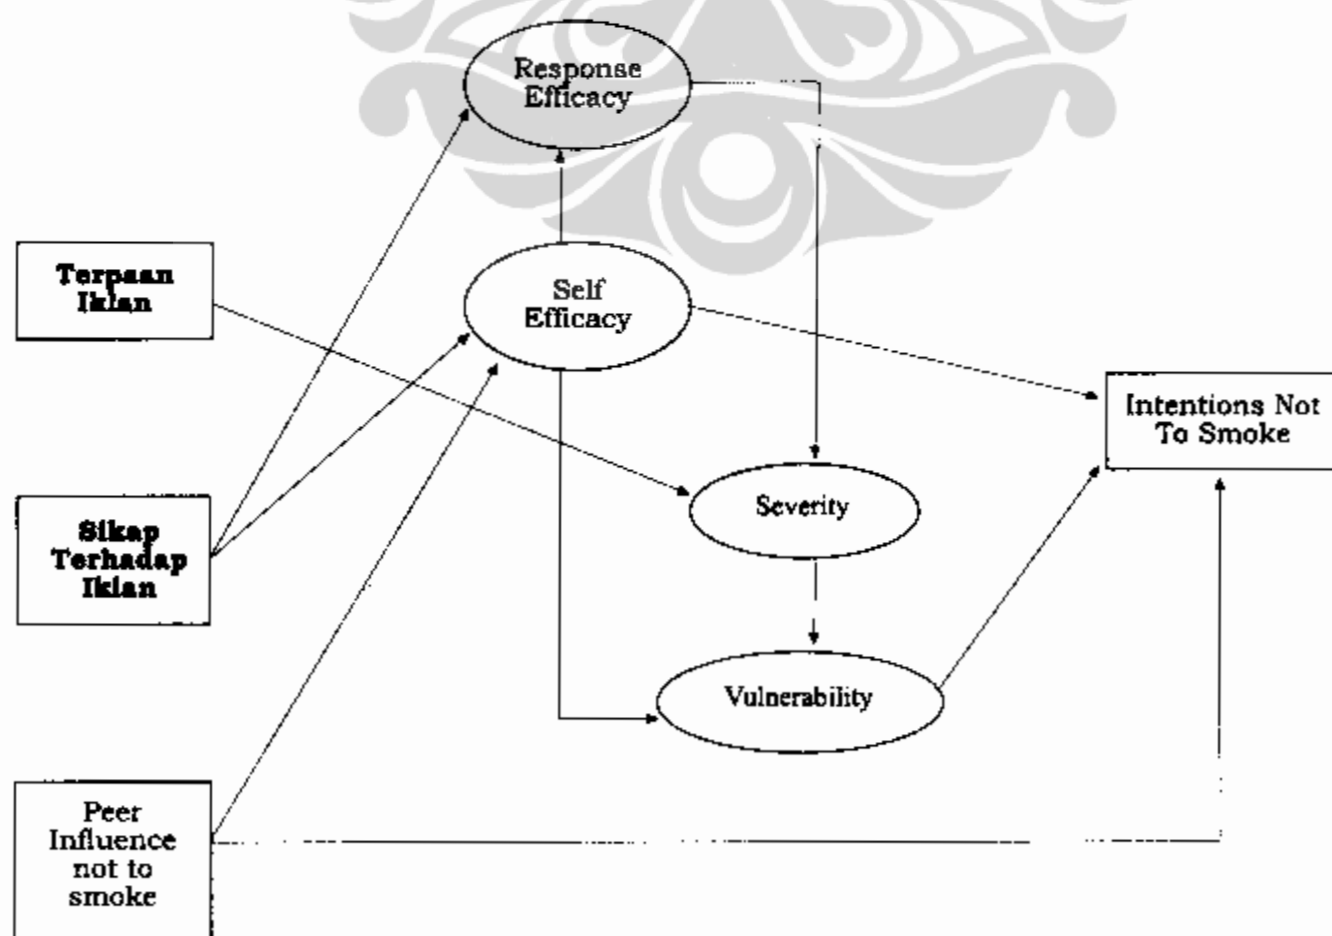 Response
Efficacy
Terpaan
Iklan
Self
Efficacy
Intentions Not
To Smoke
Sikap
Terhadap
Iklan
Severity
Vulnerability
Peer
Influence
not to
smoke